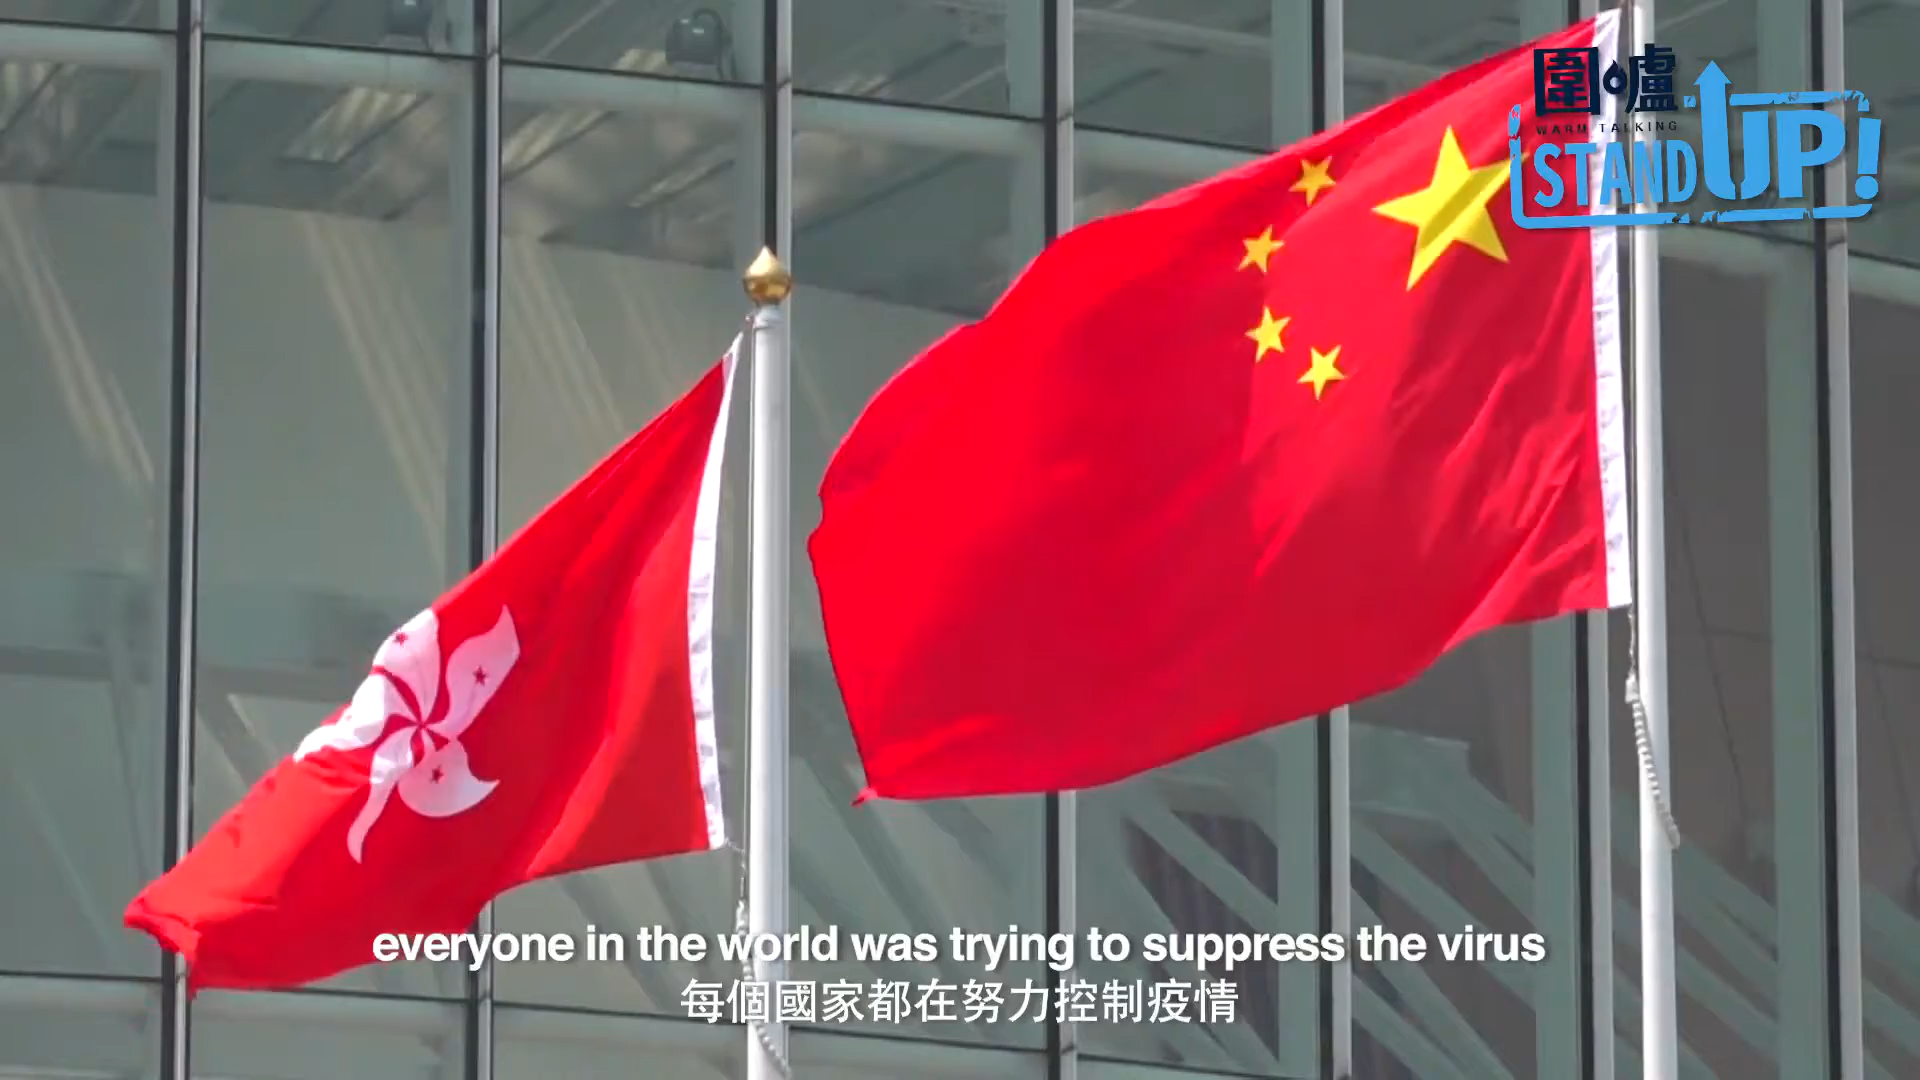 圍爐
WARM TALKING
STAND UP!
everyone in the world was trying to suppress the virus
每個國家都在努力控制疫情